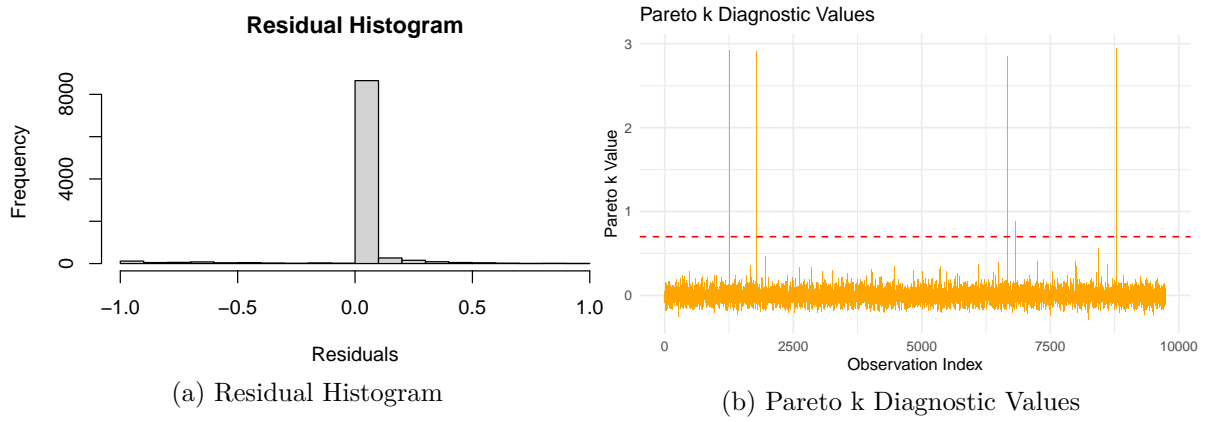 Residual Histogram
Frequency
8000
4000
0
−1.0 −0.5 0.0 0.5 1.0
Residuals
(a) Residual Histogram
Pareto k Diagnostic Values
Pareto k Value
3
2
1
0
0 2500 5000 7500 10000
Observation Index
(b) Pareto k Diagnostic Values